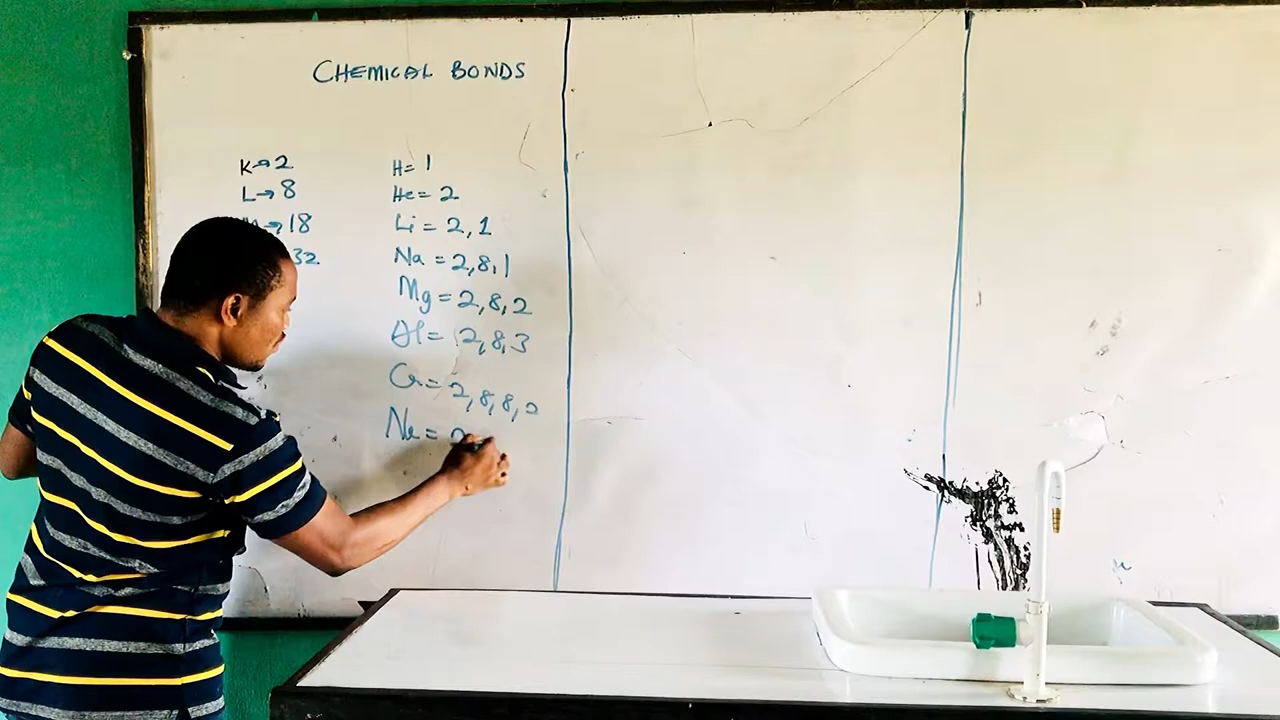 CHEMICAL BONDS
K→2
L→8
→18
32
H= 1
He= 2
Li = 2,1
Na = 2,8,1
Mg = 2,8,2
Al = 2,8,3
Ca = 2,8,8,2
Ne = 2